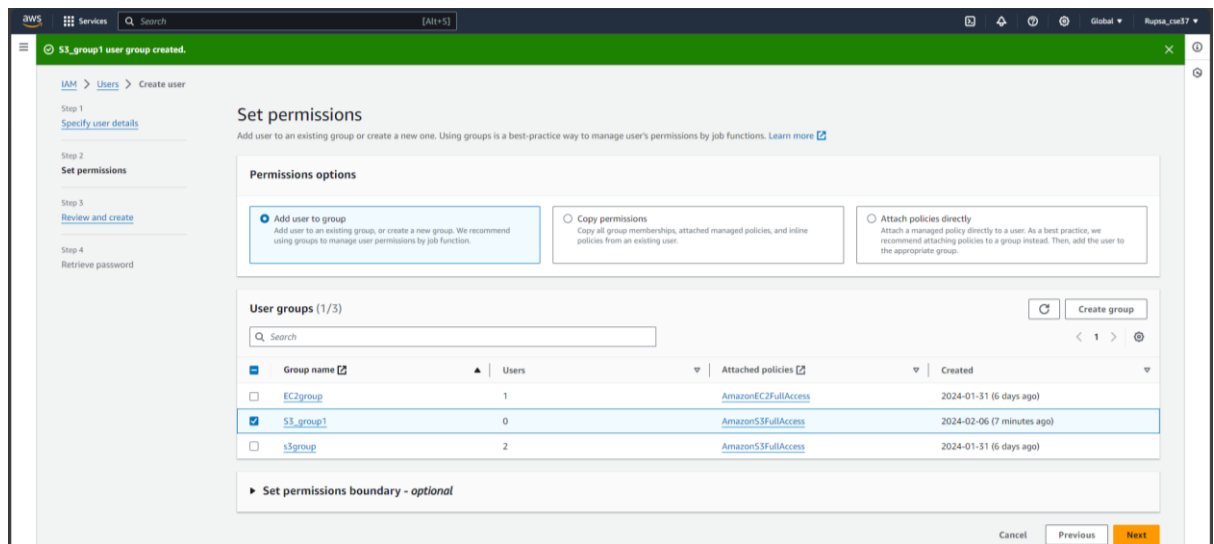 aws Services Search [Alt+S] Global ▼ Rupsa_cse37 ▼
S3_group1 user group created.
IAM > Users > Create user
Step 1
Specify user details
Step 2
Set permissions
Step 3
Review and create
Step 4
Retrieve password
Set permissions
Add user to an existing group or create a new one. Using groups is a best-practice way to manage user's permissions by job functions. Learn more
Permissions options
Add user to group
Add user to an existing group, or create a new group. We recommend
using groups to manage user permissions by job function.
Copy permissions
Copy all group memberships, attached managed policies, and inline
policies from an existing user.
Attach policies directly
Attach a managed policy directly to a user. As a best practice, we
recommend attaching policies to a group instead. Then, add the user to
the appropriate group.
User groups (1/3)
Create group
Search
< 1 >
Group name ▲ Users Attached policies Created
EC2group 1 AmazonEC2FullAccess 2024-01-31 (6 days ago)
S3_group1 0 AmazonS3FullAccess 2024-02-06 (7 minutes ago)
s3group 2 AmazonS3FullAccess 2024-01-31 (6 days ago)
▶ Set permissions boundary - optional
Cancel Previous Next